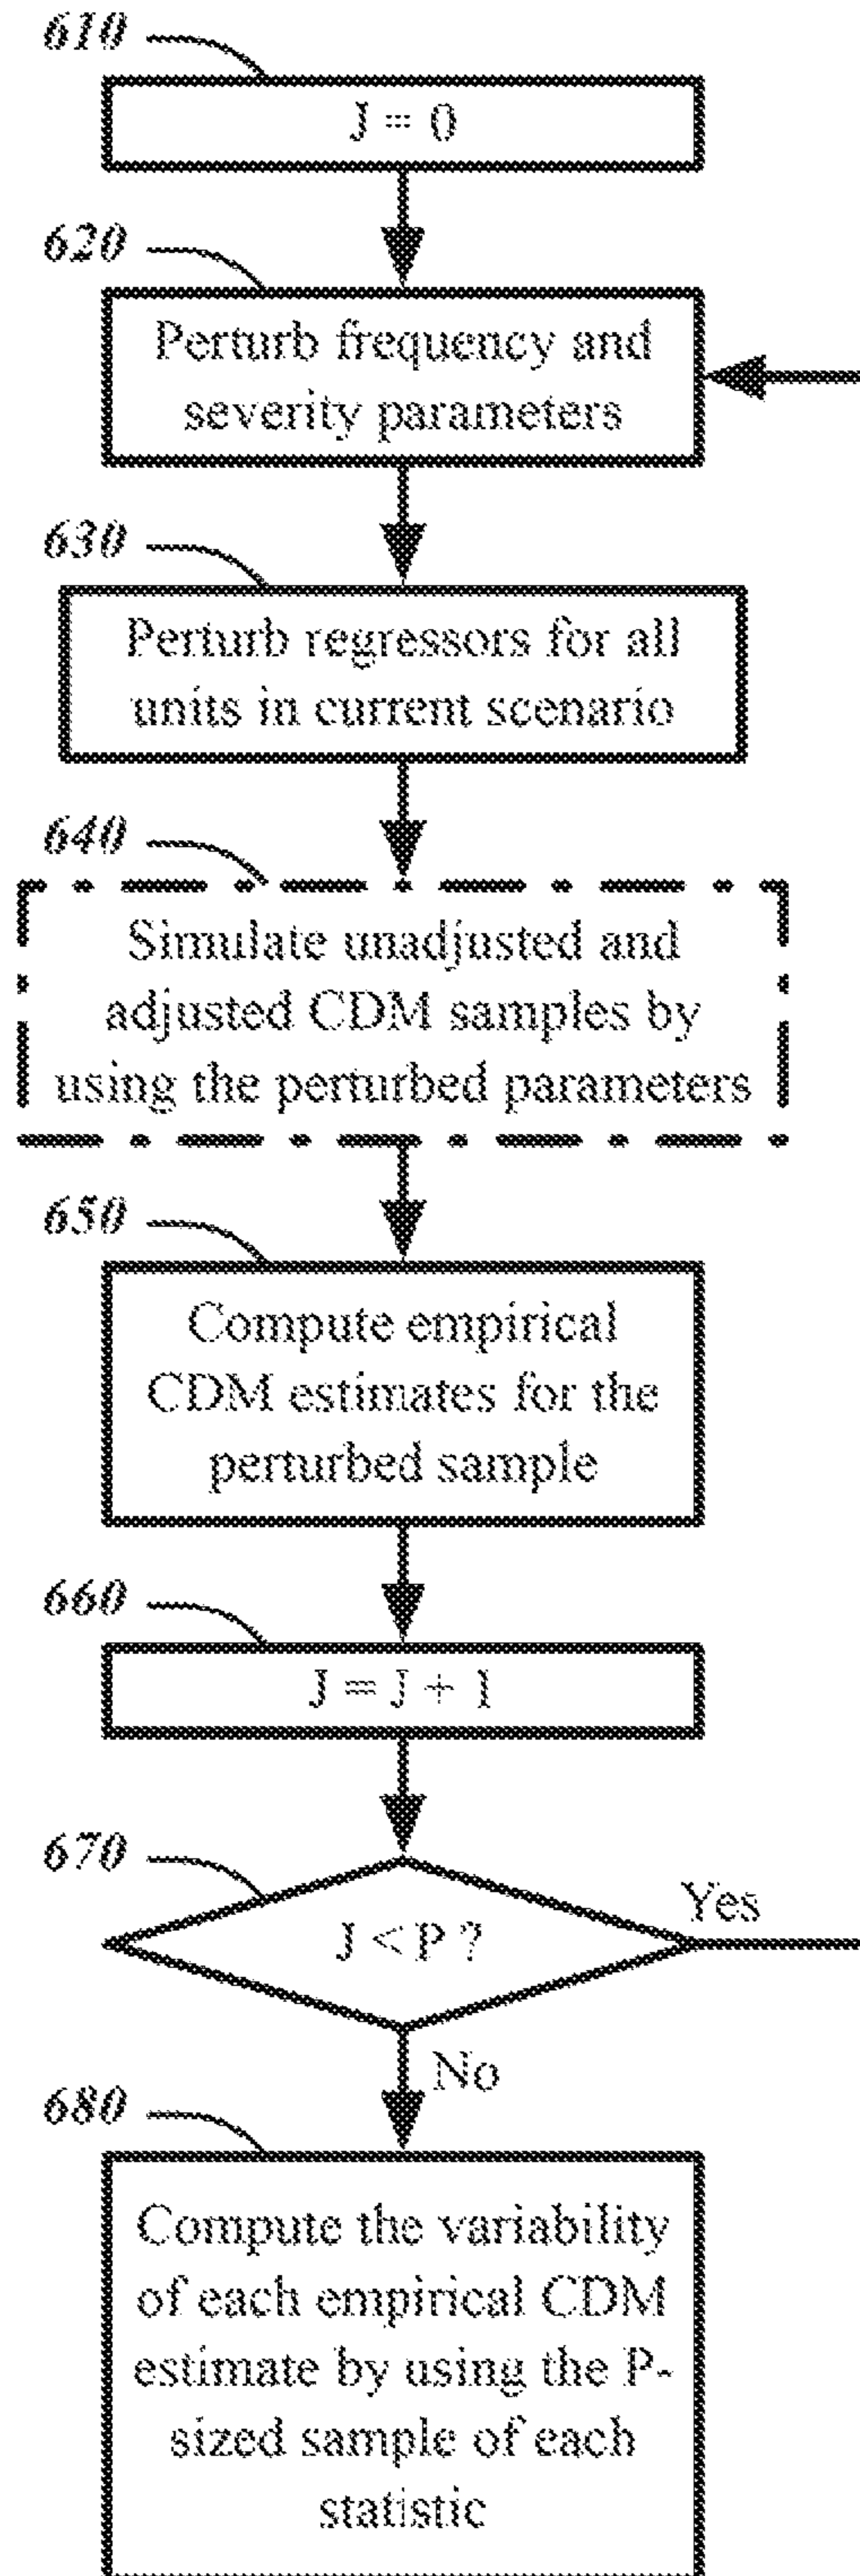 610
J = 0
620
Perturb frequency and
severity parameters
630
Perturb regressors for all
units in current scenario
640
Simulate unadjusted and
adjusted CDM samples by
using the perturbed parameters
650
Compute empirical
CDM estimates for the
perturbed sample
660
J = J + 1
670
J < P ?
Yes
No
680
Compute the variability
of each empirical CDM
estimate by using the P-
sized sample of each
statistic